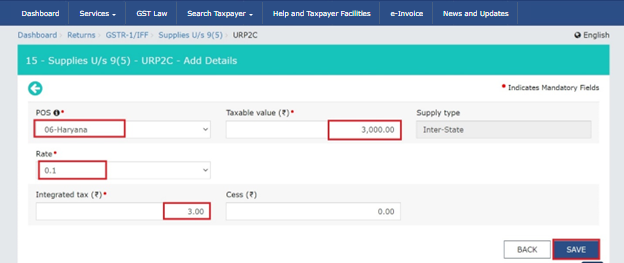 Dashboard Services GST Law Search Taxpayer Help and Taxpayer Facilities e-Invoice News and Updates
Dashboard › Returns › GSTR-1/IFF › Supplies U/s 9(5) › URP2C English
15 - Supplies U/s 9(5) - URP2C - Add Details
• Indicates Mandatory Fields
POS • Taxable value (₹)• Supply type
06-Haryana 3,000.00 Inter-State
Rate•
0.1
Integrated tax (₹)• Cess (₹)
3.00 0.00
BACK SAVE